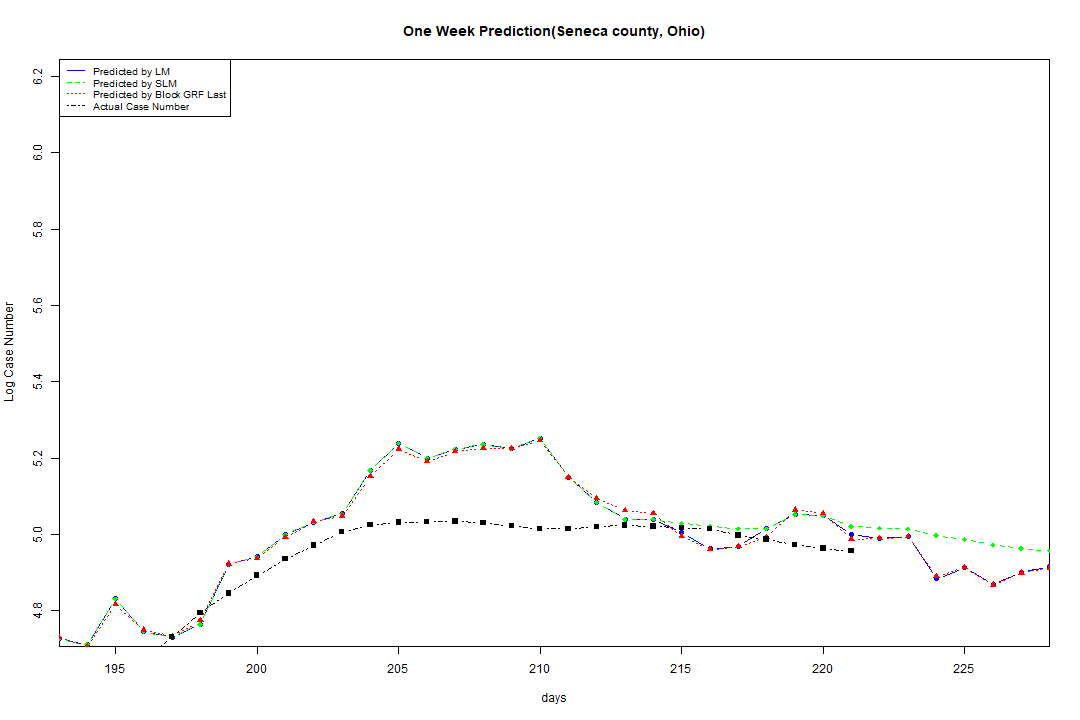 One Week Prediction(Seneca county, Ohio)
Predicted by LM
Predicted by SLM
Predicted by Block GRF Last
Actual Case Number
6.2
6.0
5.8
5.6
5.4
5.2
5.0
4.8
Log Case Number
195 200 205 210 215 220 225
days